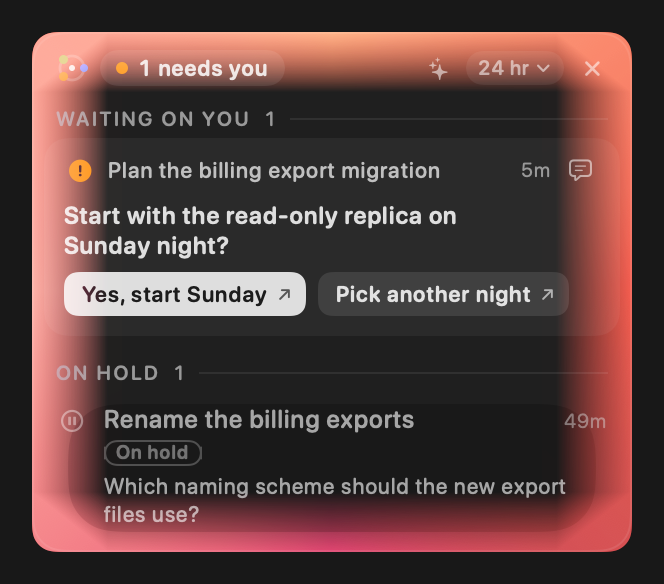 1 needs you
24 hr
WAITING ON YOU 1
Plan the billing export migration 5m
Start with the read-only replica on
Sunday night?
Yes, start Sunday ↗ Pick another night ↗
ON HOLD 1
Rename the billing exports 49m
On hold
Which naming scheme should the new export
files use?